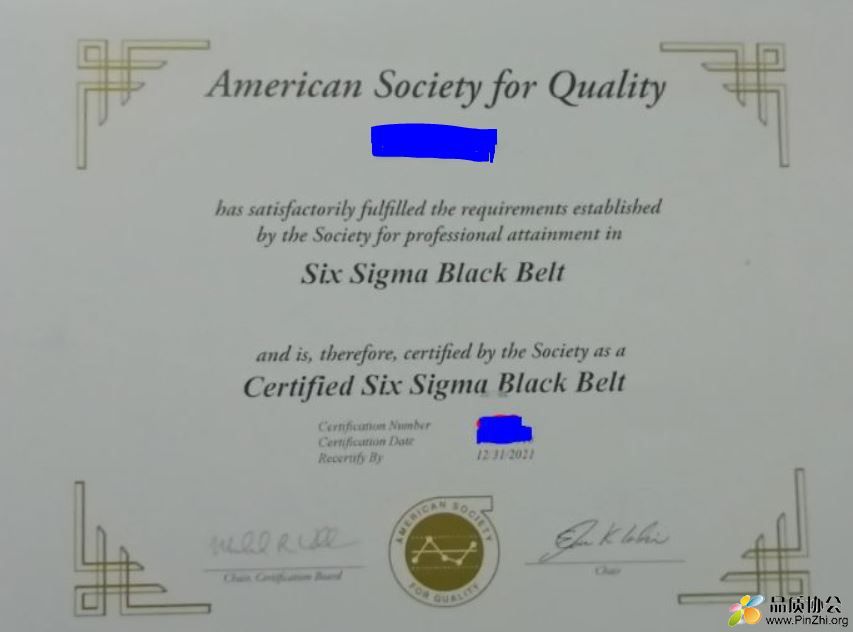 American Society for Quality
has satisfactorily fulfilled the requirements established
by the Society for professional attainment in
Six Sigma Black Belt
and is, therefore, certified by the Society as a
Certified Six Sigma Black Belt
Certification Number
Certification Date
Recertify By 12/31/2021
AMERICAN SOCIETY
FOR QUALITY
Chair, Certification Board
Chair
品质协会
www.PinZhi.org